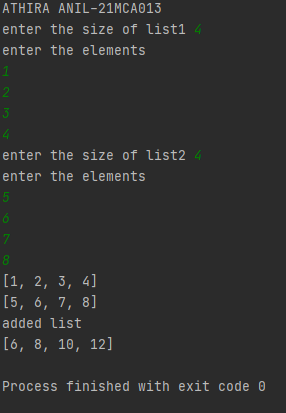 ATHIRA ANIL-21MCA013
enter the size of list1 4
enter the elements
1
2
3
4
enter the size of list2 4
enter the elements
5
6
7
8
[1, 2, 3, 4]
[5, 6, 7, 8]
added list
[6, 8, 10, 12]
Process finished with exit code 0